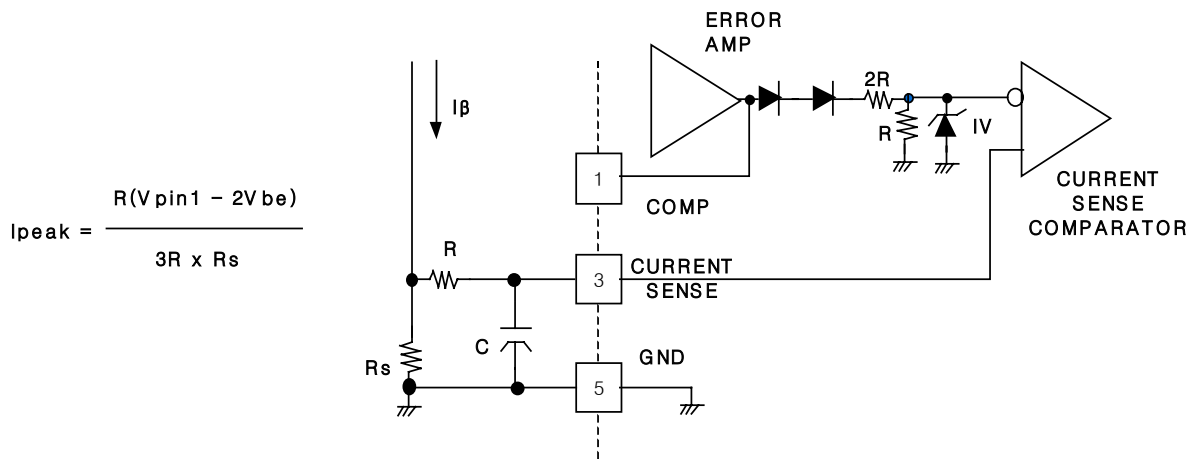 ERROR
AMP
Iβ
2R
R
IV
1
COMP
CURRENT
SENSE
COMPARATOR
R(Vpin1 - 2Vbe)
Ipeak =
3R x Rs
R
3
CURRENT
SENSE
C
Rs
GND
5